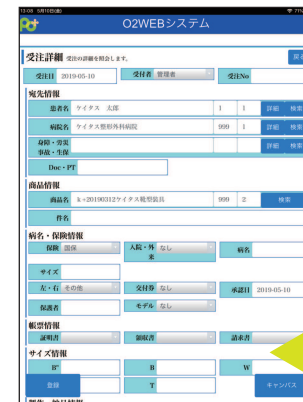 13:08 5月10日(金) 71%
O2WEBシステム
受注詳細 受注の詳細を照会します。 戻る
受注日 2019-05-10 受付者 管理者 受注No
宛先情報
患者名 ケイタス 太郎 1 1 詳細 検索
病院名 ケイタス整形外科病院 999 1 詳細 検索
身障・労災 詳細 検索
事故・生保
Doc・PT
商品情報
商品名 k+20190312ケイタス靴型装具 999 2 検索
件名
病名・保険情報
保険 国保 入院・外来 なし 病名
サイズ
左・右 その他 交付券 なし 承認日 2019-05-10
保護者 モデル なし
帳票情報
証明書 領収書 請求書
サイズ情報
B" B W
登録 T キャンバス